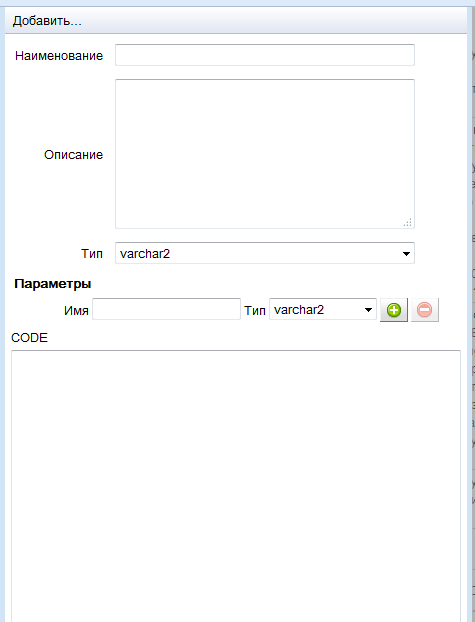 Добавить...
Наименование
Описание
Тип varchar2
Параметры
Имя Тип varchar2
CODE